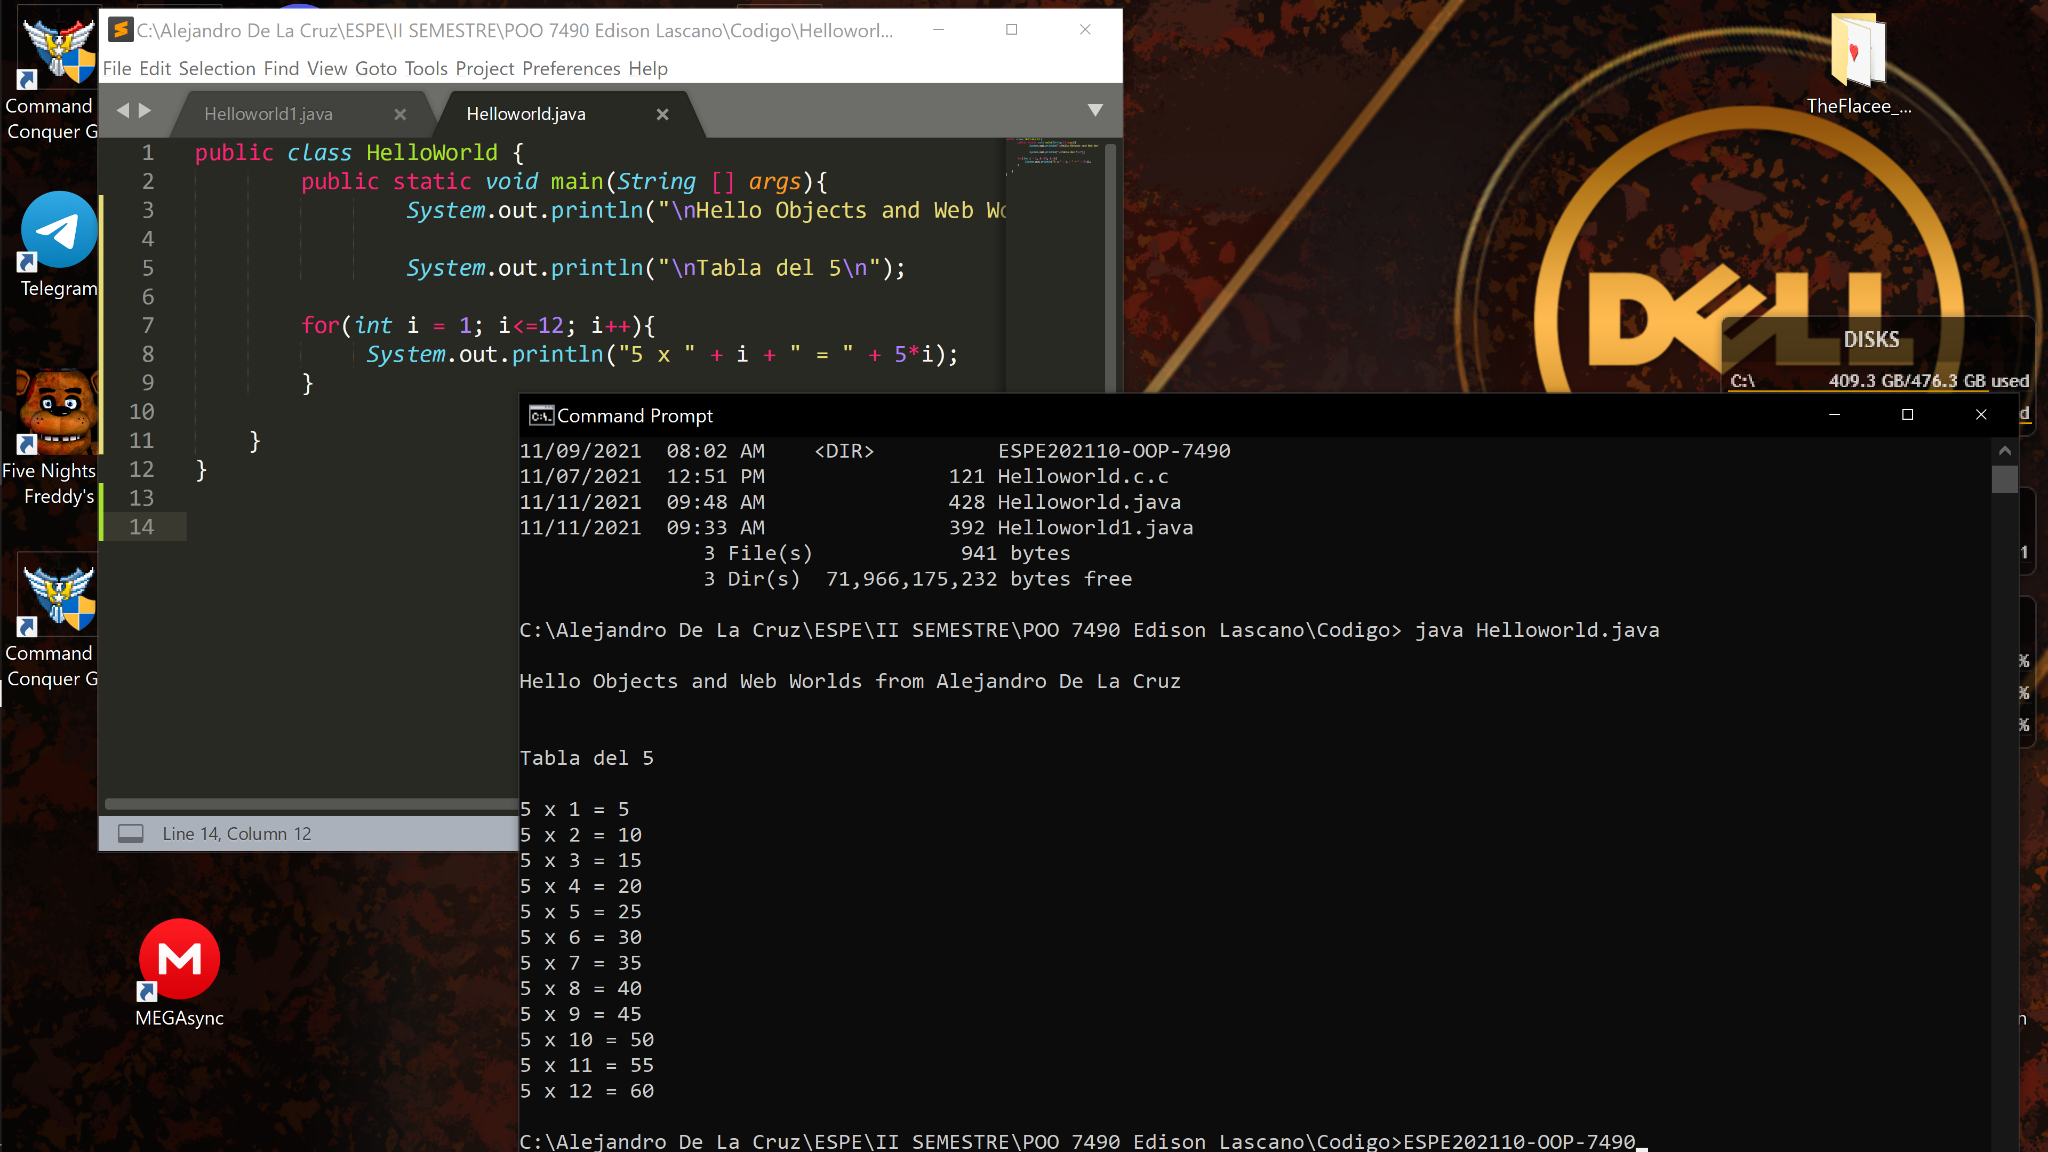 C:\Alejandro De La Cruz\ESPE\II SEMESTRE\POO 7490 Edison Lascano\Codigo\Helloworl...
File Edit Selection Find View Goto Tools Project Preferences Help
Helloworld1.java
Helloworld.java
1 public class HelloWorld {
2 public static void main(String [] args){
3 System.out.println("\nHello Objects and Web Wo
4
5 System.out.println("\nTabla del 5\n");
6
7 for(int i = 1; i<=12; i++){
8 System.out.println("5 x " + i + " = " + 5*i);
9 }
10
11 }
12 }
13
14
Line 14, Column 12
Command
Conquer G
Telegram
Five Nights
Freddy's
Command
Conquer G
MEGAsync
TheFlacee_...
DELL
DISKS
C:\ 409.3 GB/476.3 GB used
Command Prompt
11/09/2021 08:02 AM <DIR> ESPE202110-OOP-7490
11/07/2021 12:51 PM 121 Helloworld.c.c
11/11/2021 09:48 AM 428 Helloworld.java
11/11/2021 09:33 AM 392 Helloworld1.java
3 File(s) 941 bytes
3 Dir(s) 71,966,175,232 bytes free
C:\Alejandro De La Cruz\ESPE\II SEMESTRE\POO 7490 Edison Lascano\Codigo> java Helloworld.java
Hello Objects and Web Worlds from Alejandro De La Cruz
Tabla del 5
5 x 1 = 5
5 x 2 = 10
5 x 3 = 15
5 x 4 = 20
5 x 5 = 25
5 x 6 = 30
5 x 7 = 35
5 x 8 = 40
5 x 9 = 45
5 x 10 = 50
5 x 11 = 55
5 x 12 = 60
C:\Alejandro De La Cruz\ESPE\II SEMESTRE\POO 7490 Edison Lascano\Codigo>ESPE202110-OOP-7490